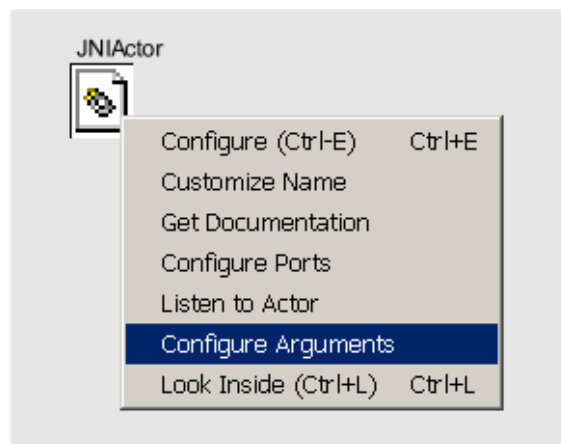 JNIActor
Configure (Ctrl-E) Ctrl+E
Customize Name
Get Documentation
Configure Ports
Listen to Actor
Configure Arguments
Look Inside (Ctrl+L) Ctrl+L